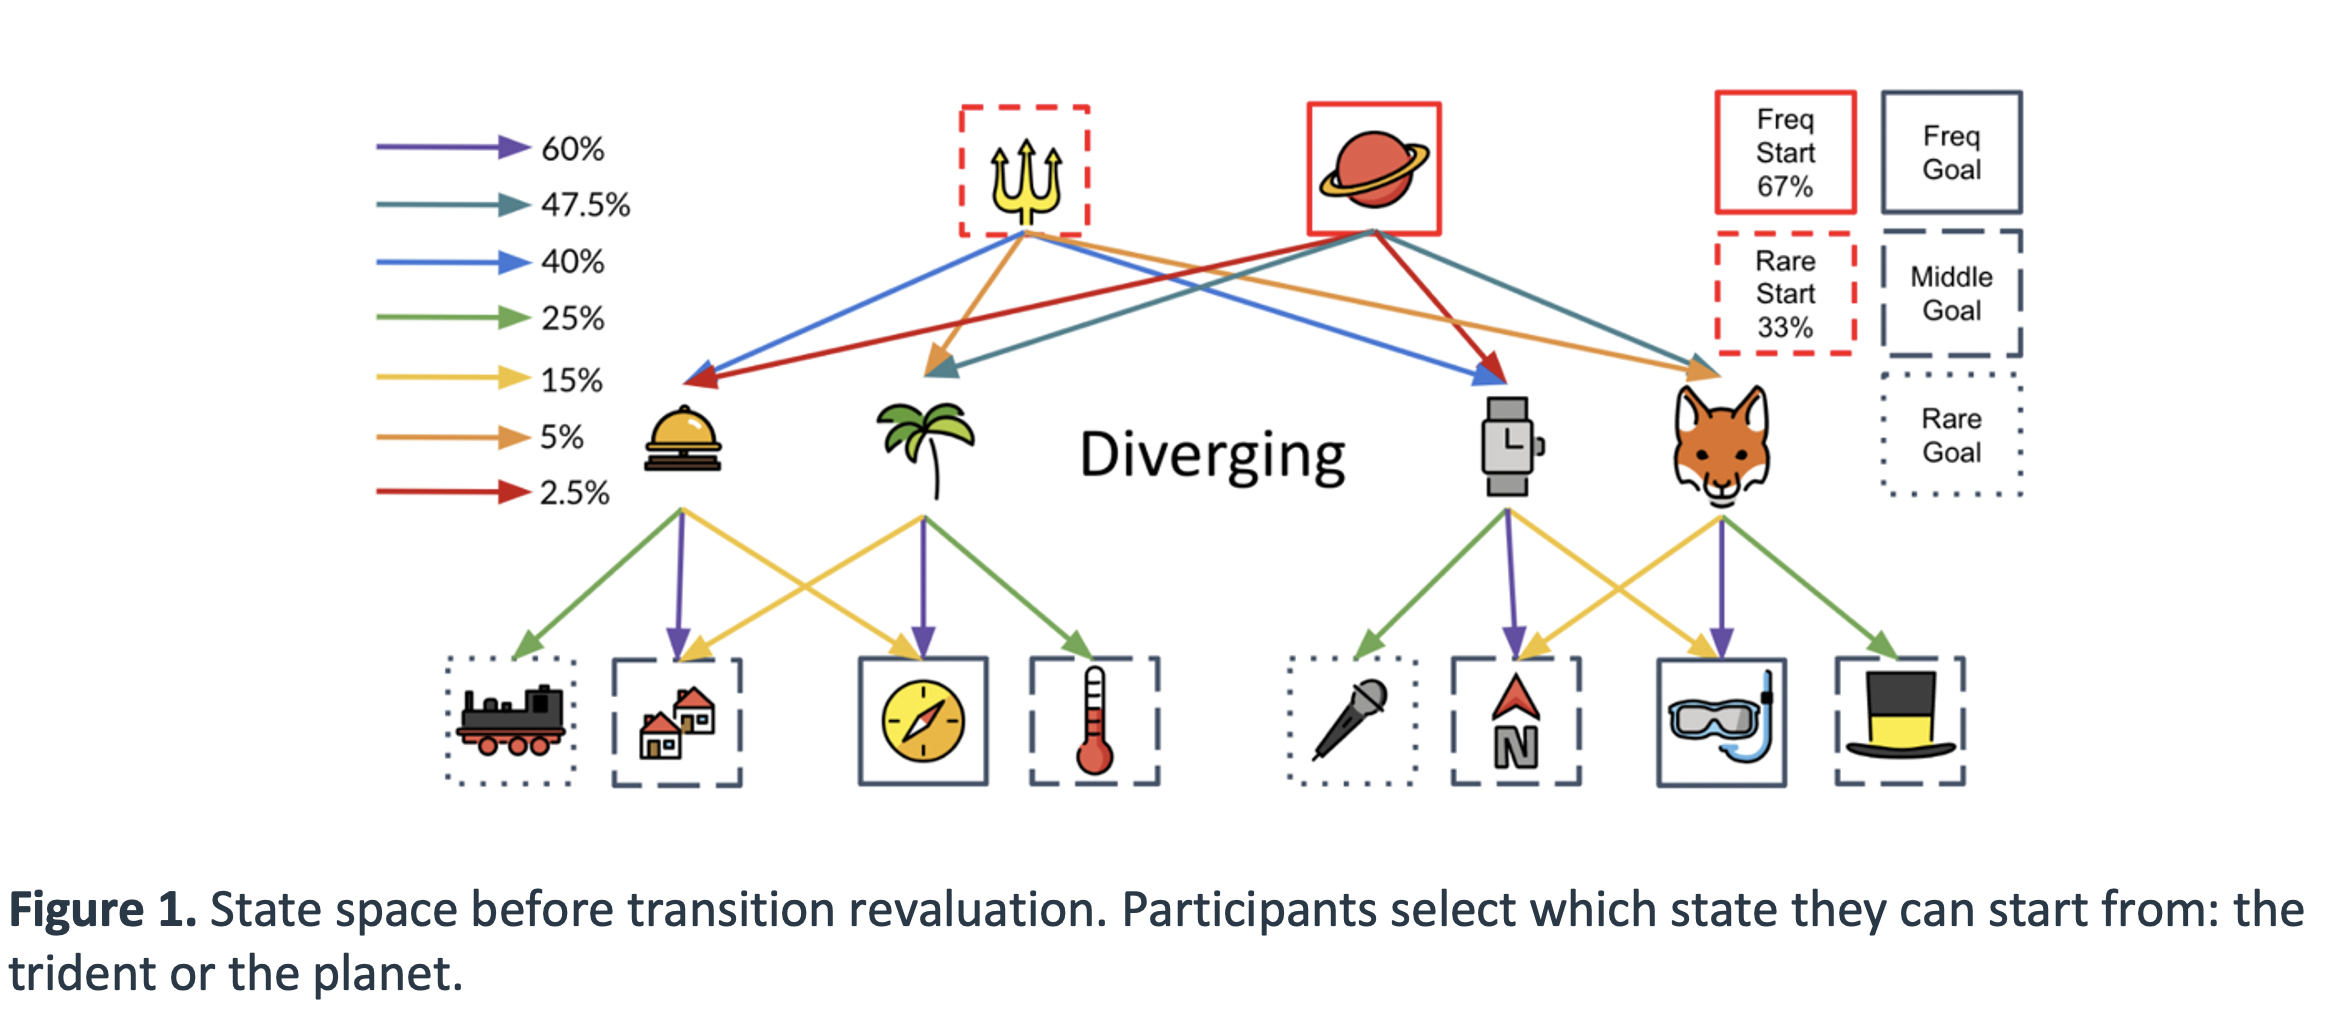 60%
47.5%
40%
25%
15%
5%
2.5%
Freq
Start
67%
Freq
Goal
Rare
Start
33%
Middle
Goal
Rare
Goal
Diverging
N
Figure 1. State space before transition revaluation. Participants select which state they can start from: the
trident or the planet.